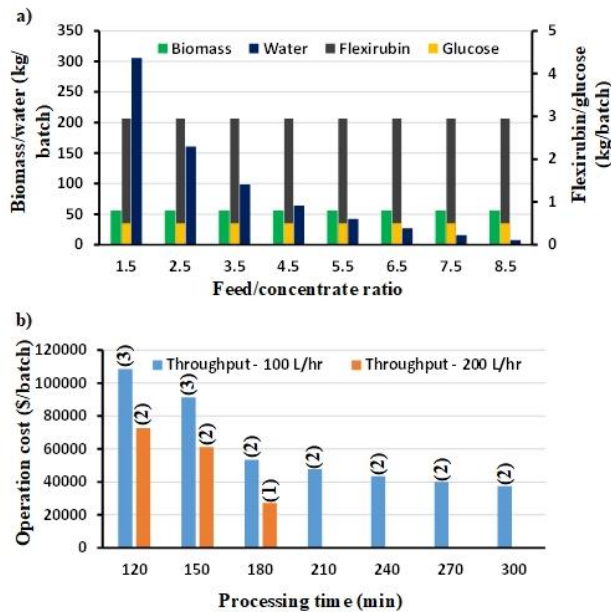 a)
350
300
250
200
150
100
50
0
Biomass/water (kg/
batch)
Biomass Water Flexirubin Glucose
5
4
3
2
1
0
Flexirubin/glucose
(kg/batch)
1.5 2.5 3.5 4.5 5.5 6.5 7.5 8.5
Feed/concentrate ratio
b)
120000
100000
80000
60000
40000
20000
0
Operation cost ($/batch)
Throughput - 100 L/hr Throughput - 200 L/hr
(3) (2) (3) (2) (2) (1) (2) (2) (2) (2)
120 150 180 210 240 270 300
Processing time (min)